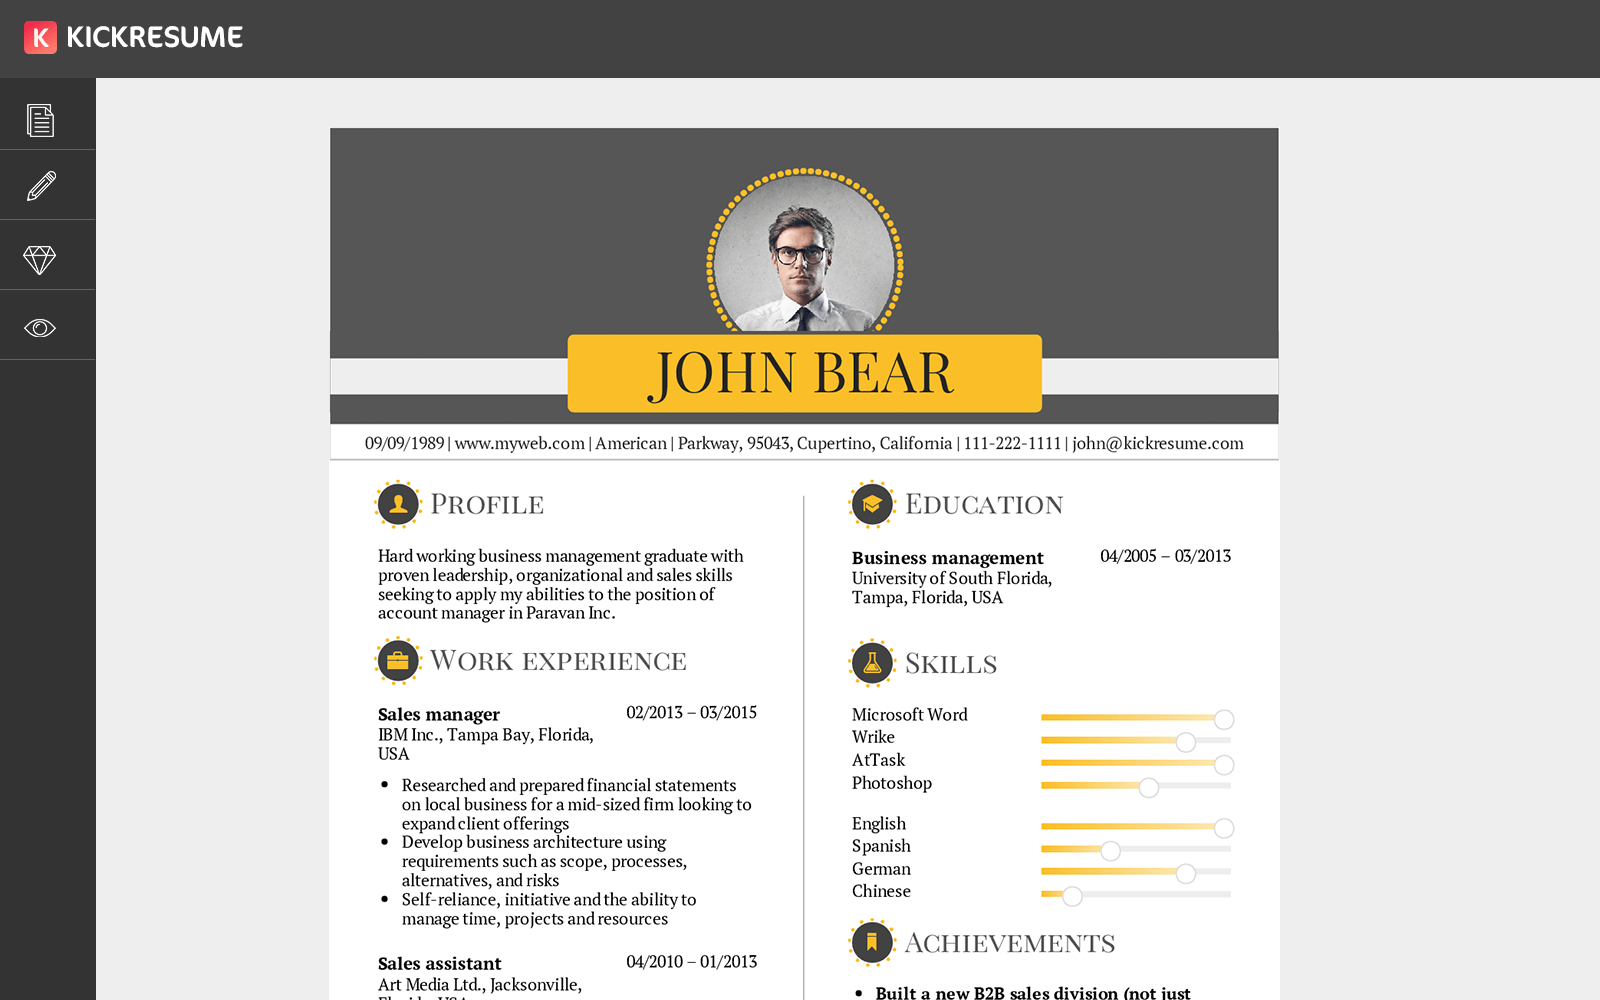 K KICKRESUME
JOHN BEAR
09/09/1989 | www.myweb.com | American | Parkway, 95043, Cupertino, California | 111-222-1111 | john@kickresume.com
PROFILE
Hard working business management graduate with
proven leadership, organizational and sales skills
seeking to apply my abilities to the position of
account manager in Paravan Inc.
WORK EXPERIENCE
Sales manager 02/2013 – 03/2015
IBM Inc., Tampa Bay, Florida,
USA
• Researched and prepared financial statements
on local business for a mid-sized firm looking to
expand client offerings
• Develop business architecture using
requirements such as scope, processes,
alternatives, and risks
• Self-reliance, initiative and the ability to
manage time, projects and resources
Sales assistant 04/2010 – 01/2013
Art Media Ltd., Jacksonville,
Florida, USA
EDUCATION
Business management 04/2005 – 03/2013
University of South Florida,
Tampa, Florida, USA
SKILLS
Microsoft Word
Wrike
AtTask
Photoshop
English
Spanish
German
Chinese
ACHIEVEMENTS
• Built a new B2B sales division (not just